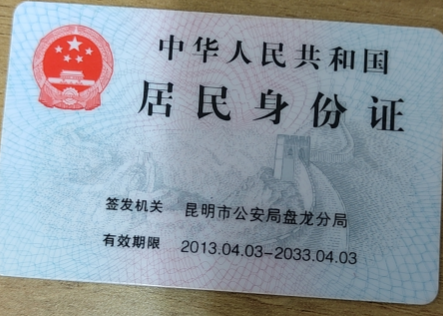 中华人民共和国
居民身份证
签发机关 昆明市公安局盘龙分局
有效期限 2013.04.03-2033.04.03